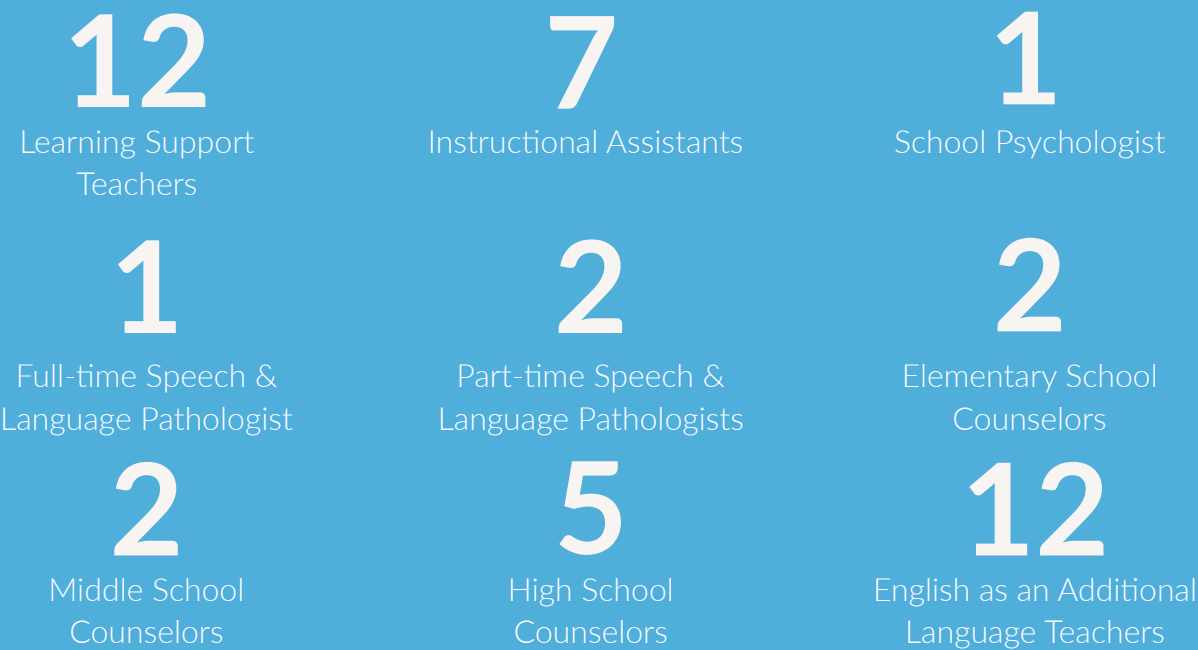 12
Learning Support
Teachers
7
Instructional Assistants
1
School Psychologist
1
Full-time Speech &
Language Pathologist
2
Part-time Speech &
Language Pathologists
2
Elementary School
Counselors
2
Middle School
Counselors
5
High School
Counselors
12
English as an Additional
Language Teachers